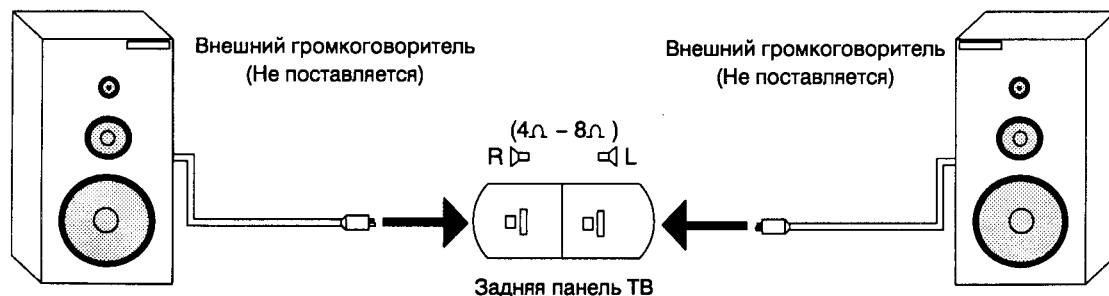 Внешний громкоговоритель
(Не поставляется)
Внешний громкоговоритель
(Не поставляется)
(4Ω – 8Ω )
R L
Задняя панель ТВ